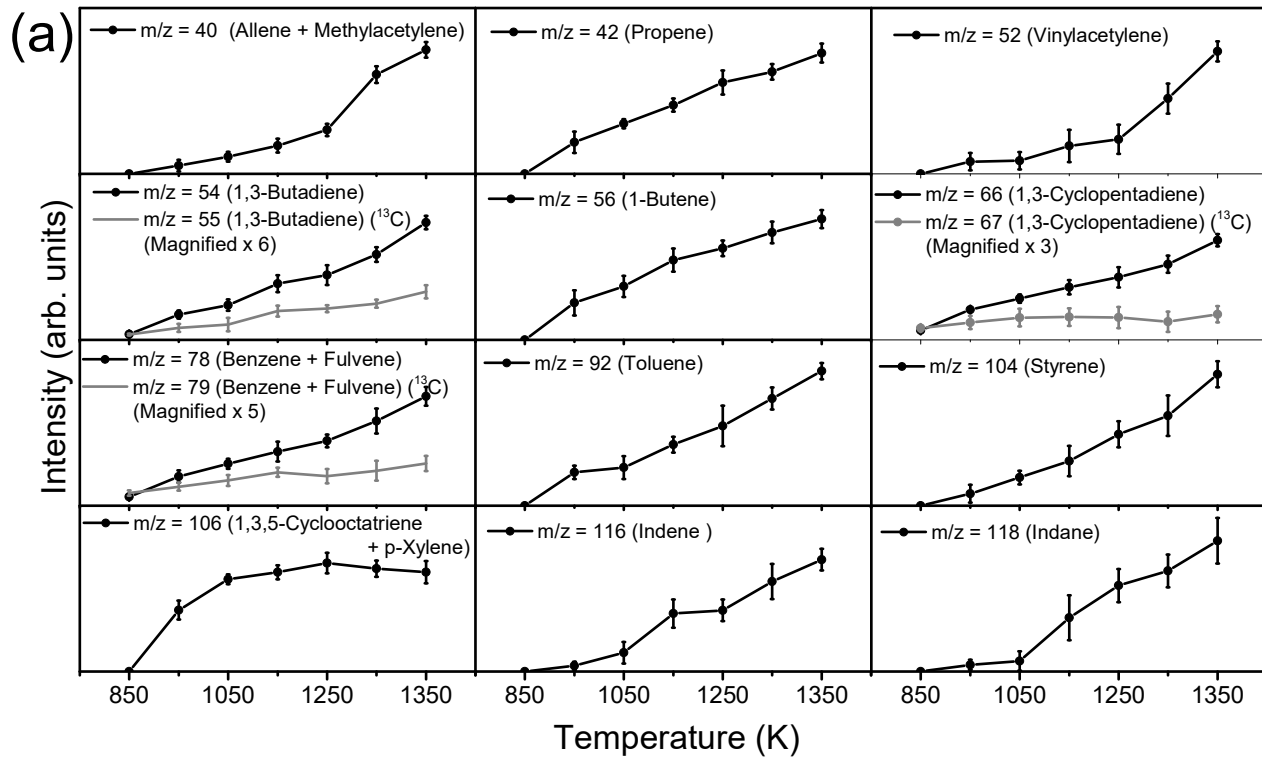 (a)
m/z = 40 (Allene + Methylacetylene)
m/z = 42 (Propene)
m/z = 52 (Vinylacetylene)
m/z = 54 (1,3-Butadiene)
m/z = 55 (1,3-Butadiene) (¹³C)
(Magnified x 6)
m/z = 56 (1-Butene)
m/z = 66 (1,3-Cyclopentadiene)
m/z = 67 (1,3-Cyclopentadiene) (¹³C)
(Magnified x 3)
m/z = 78 (Benzene + Fulvene)
m/z = 79 (Benzene + Fulvene) (¹³C)
(Magnified x 5)
m/z = 92 (Toluene)
m/z = 104 (Styrene)
m/z = 106 (1,3,5-Cyclooctatriene
+ p-Xylene)
m/z = 116 (Indene )
m/z = 118 (Indane)
Intensity (arb. units)
850 1050 1250 1350 850 1050 1250 1350 850 1050 1250 1350
Temperature (K)